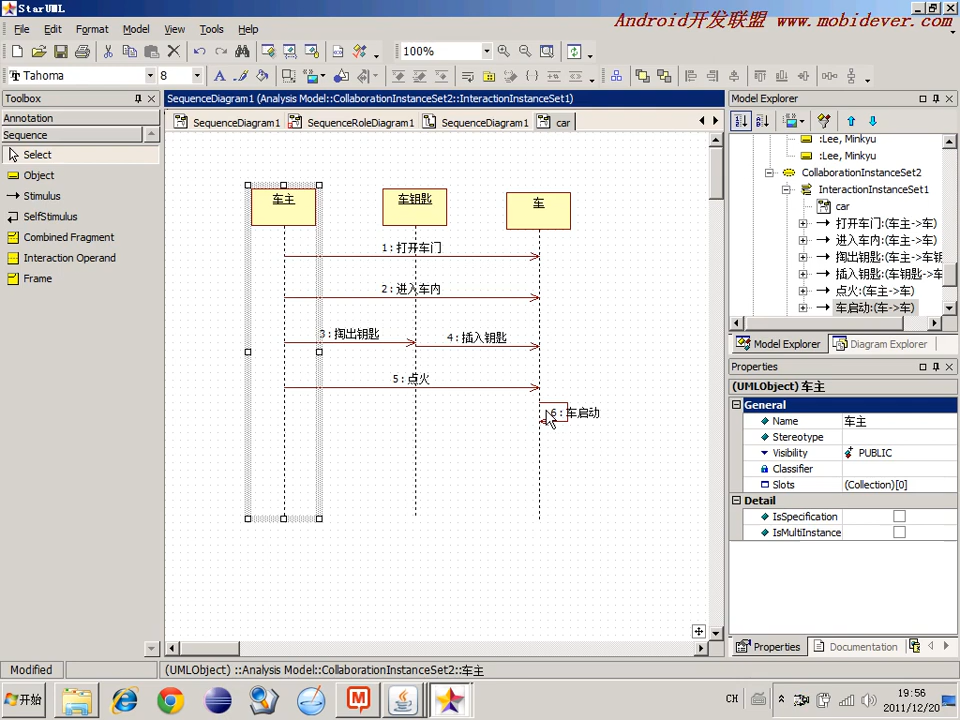 StarUML
Android开发联盟 www.mobidever.com
File Edit Format Model View Tools Help
100%
Tahoma 8
Toolbox
SequenceDiagram1 (Analysis Model::CollaborationInstanceSet2::InteractionInstanceSet1)
Model Explorer
Annotation
Sequence
SequenceDiagram1 SequenceRoleDiagram1 SequenceDiagram1 car
Select
Object
Stimulus
SelfStimulus
Combined Fragment
Interaction Operand
Frame
车主 车钥匙 车
1 : 打开车门
2 : 进入车内
3 : 掏出钥匙
4 : 插入钥匙
5 : 点火
6 : 车启动
:Lee, Minkyu
:Lee, Minkyu
CollaborationInstanceSet2
InteractionInstanceSet1
car
打开车门:(车主->车)
进入车内:(车主->车)
掏出钥匙:(车主->车钥
插入钥匙:(车钥匙->车
点火:(车主->车)
车启动:(车->车)
Model Explorer Diagram Explorer
Properties
(UMLObject) 车主
General
Name 车主
Stereotype
Visibility PUBLIC
Classifier
Slots (Collection)[0]
Detail
IsSpecification
IsMultiInstance
Properties Documentation
Modified (UMLObject) ::Analysis Model::CollaborationInstanceSet2::车主
开始
CH
19:56
2011/12/20